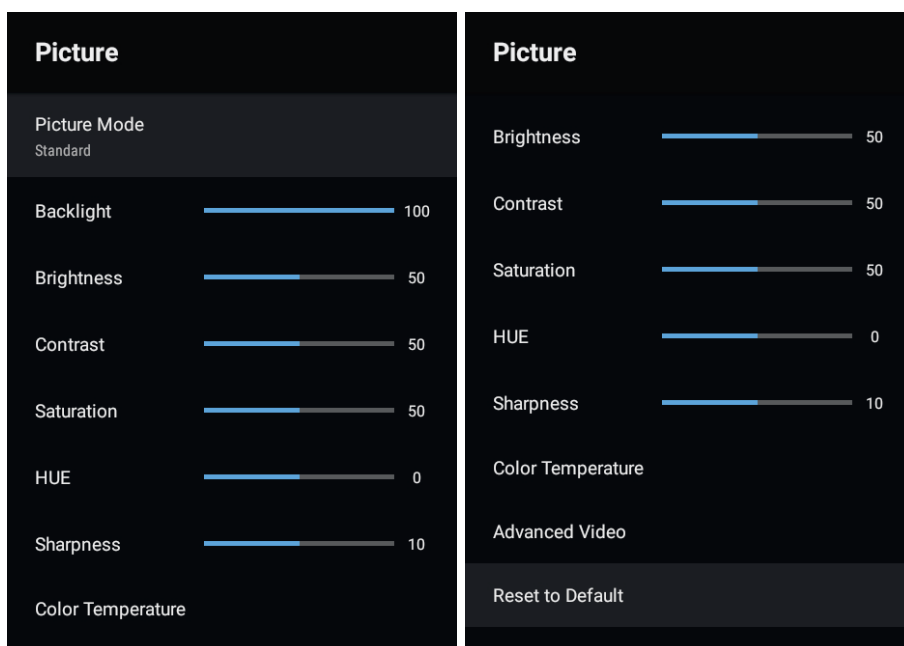 Picture
Picture Mode
Standard
Backlight 100
Brightness 50
Contrast 50
Saturation 50
HUE 0
Sharpness 10
Color Temperature
Picture
Brightness 50
Contrast 50
Saturation 50
HUE 0
Sharpness 10
Color Temperature
Advanced Video
Reset to Default